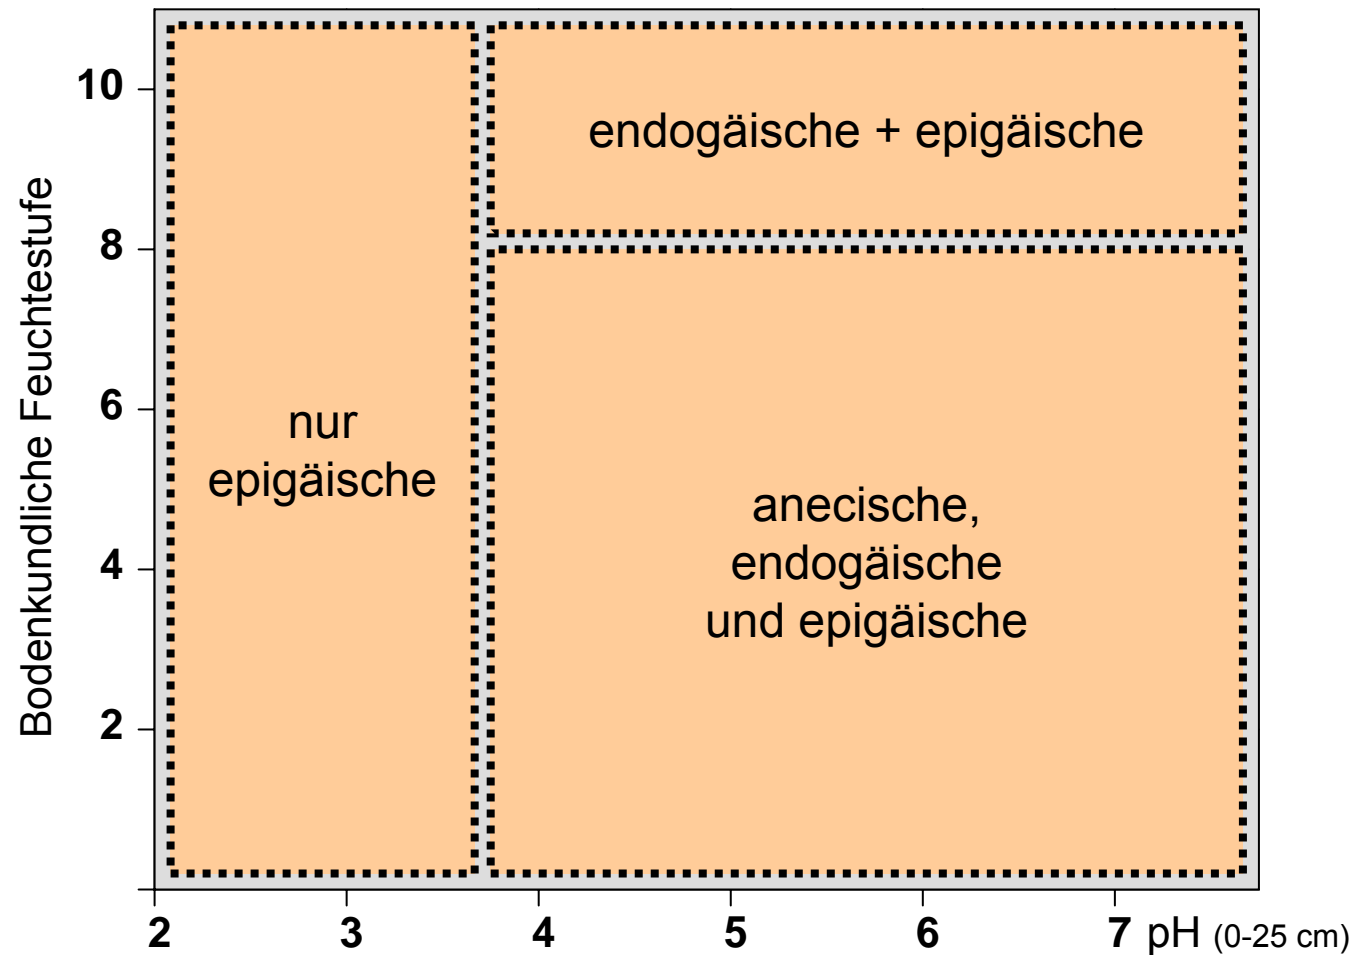 Bodenkundliche Feuchtestufe
10
8
6
4
2
endogäische + epigäische
nur
epigäische
anecische,
endogäische
und epigäische
2 3 4 5 6 7 pH (0-25 cm)